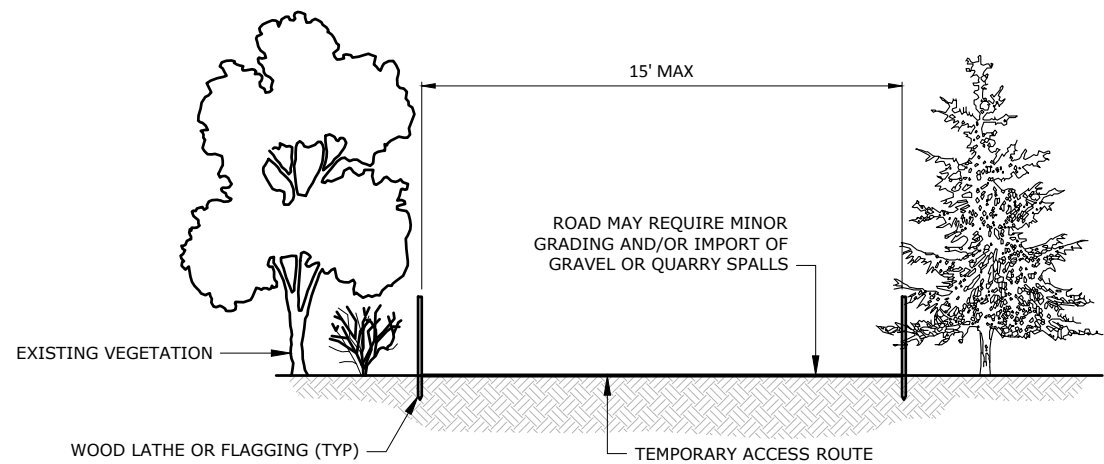 15' MAX
ROAD MAY REQUIRE MINOR
GRADING AND/OR IMPORT OF
GRAVEL OR QUARRY SPALLS
EXISTING VEGETATION
WOOD LATHE OR FLAGGING (TYP)
TEMPORARY ACCESS ROUTE